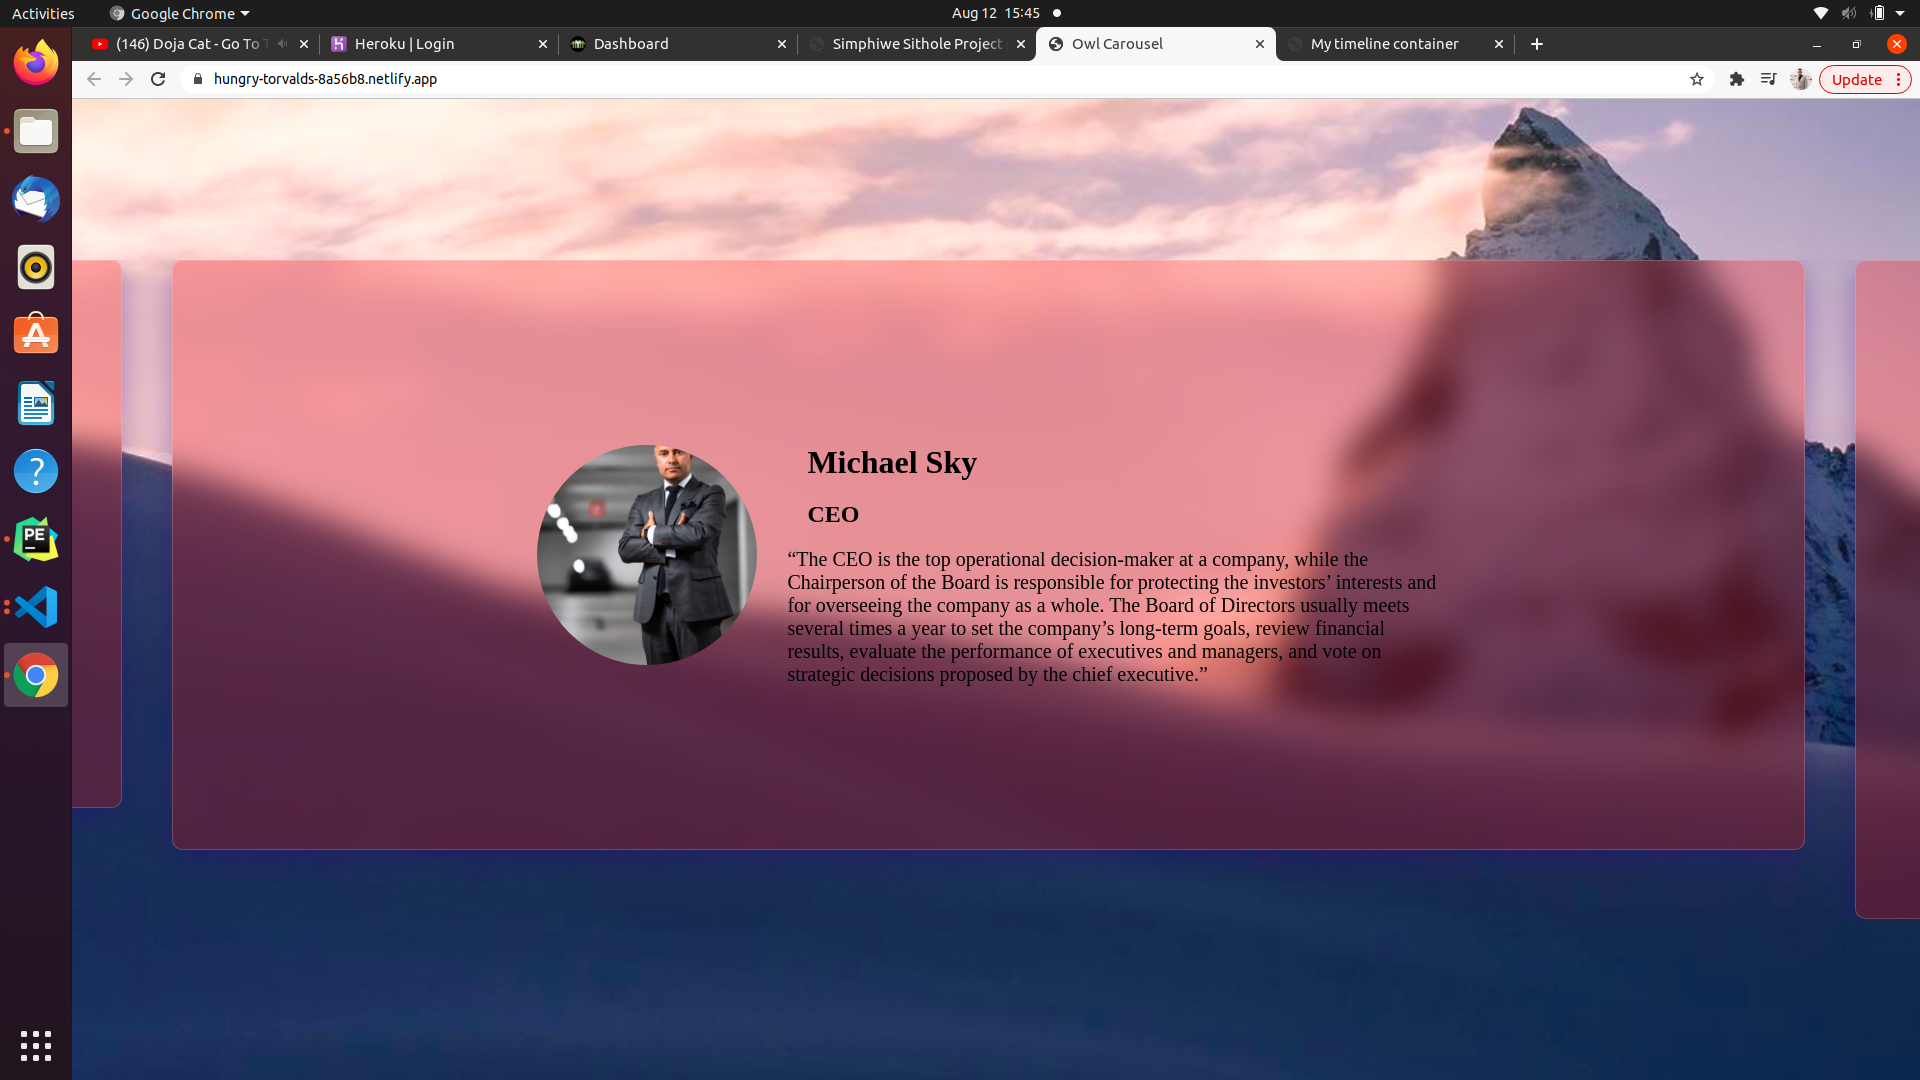 Activities
Google Chrome
Aug 12 15:45
(146) Doja Cat - Go To T
Heroku | Login
Dashboard
Simphiwe Sithole Project
Owl Carousel
My timeline container
hungry-torvalds-8a56b8.netlify.app
Update
PE
Michael Sky
CEO
“The CEO is the top operational decision-maker at a company, while the
Chairperson of the Board is responsible for protecting the investors’ interests and
for overseeing the company as a whole. The Board of Directors usually meets
several times a year to set the company’s long-term goals, review financial
results, evaluate the performance of executives and managers, and vote on
strategic decisions proposed by the chief executive.”